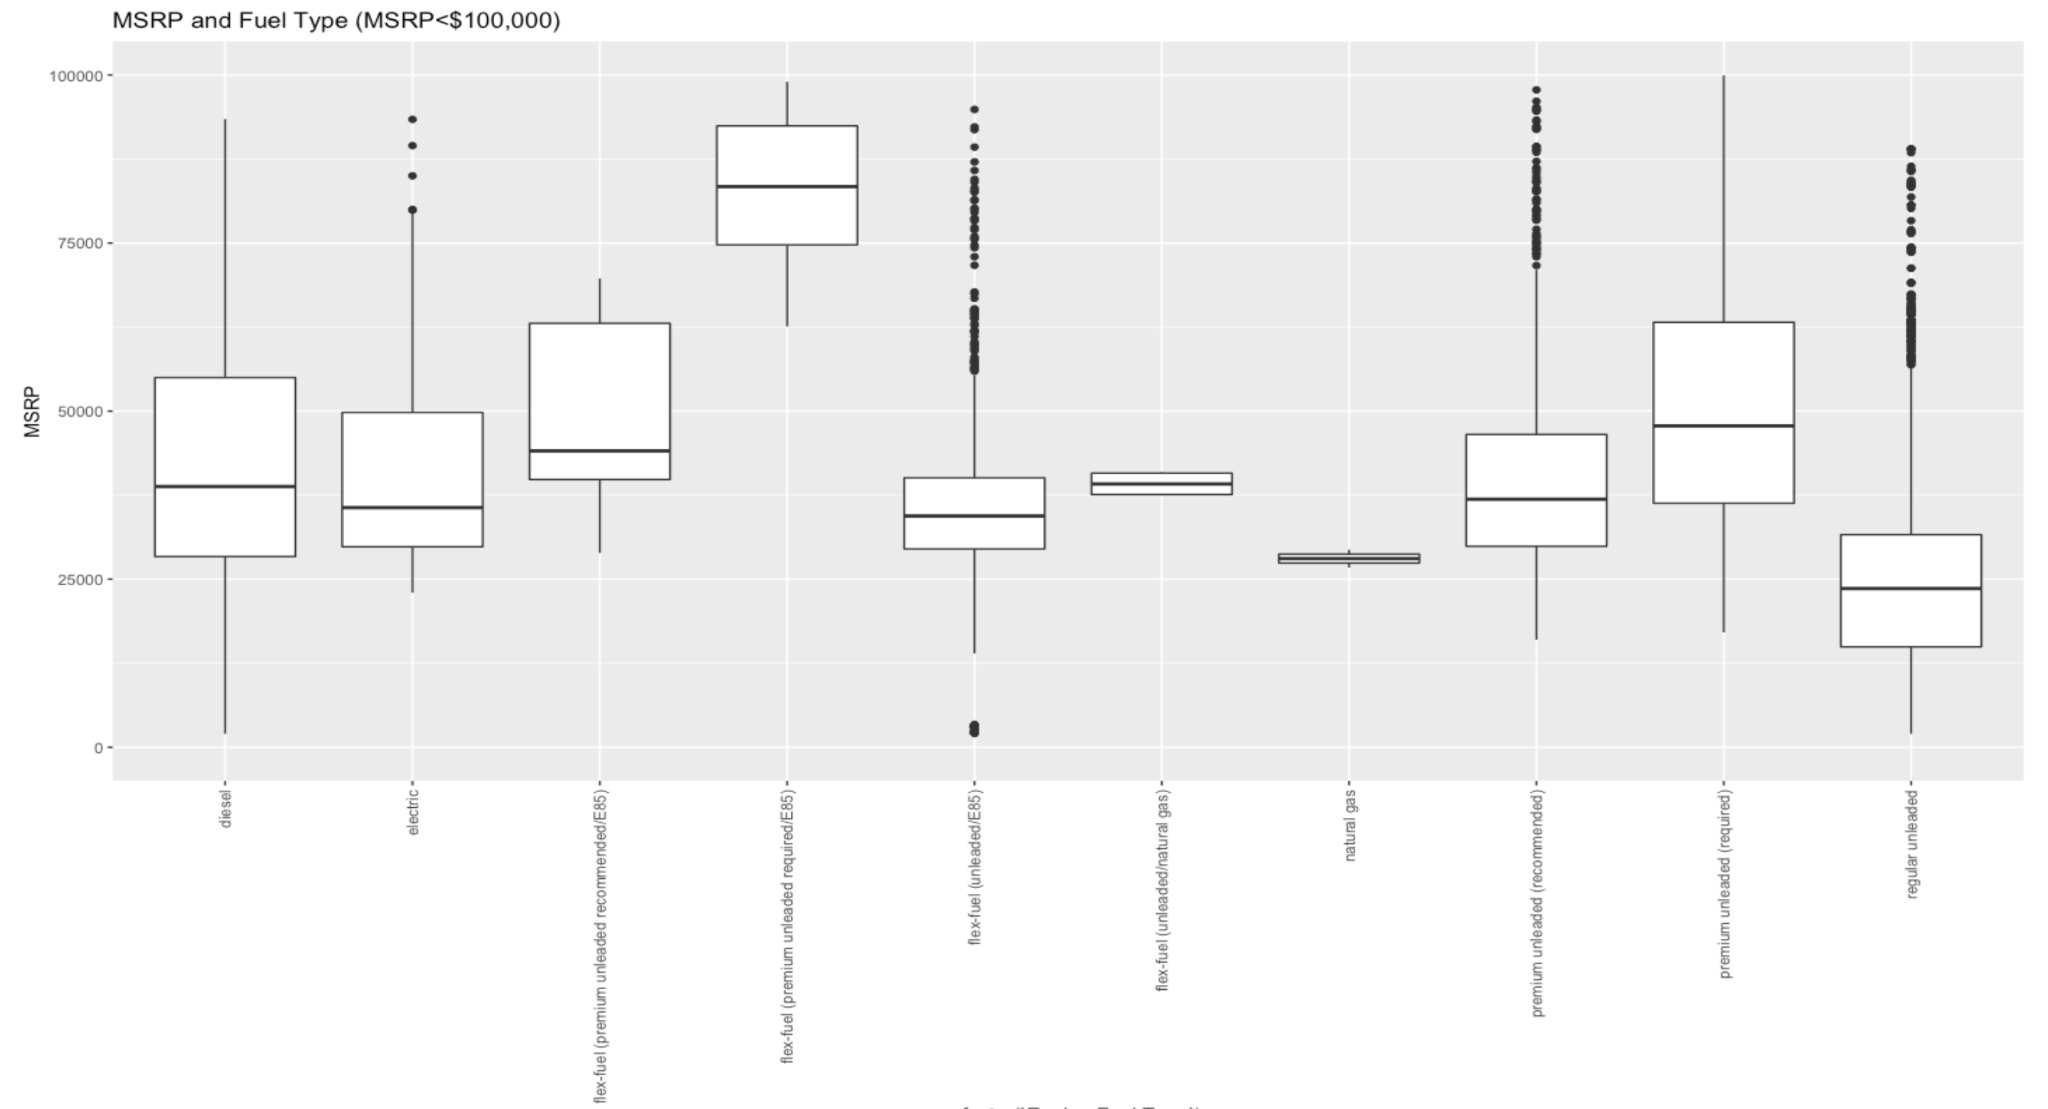 MSRP and Fuel Type (MSRP<$100,000)
100000
75000
50000
25000
0
MSRP
diesel
electric
flex-fuel (premium unleaded recommended/E85)
flex-fuel (premium unleaded required/E85)
flex-fuel (unleaded/E85)
flex-fuel (unleaded/natural gas)
natural gas
premium unleaded (recommended)
premium unleaded (required)
regular unleaded